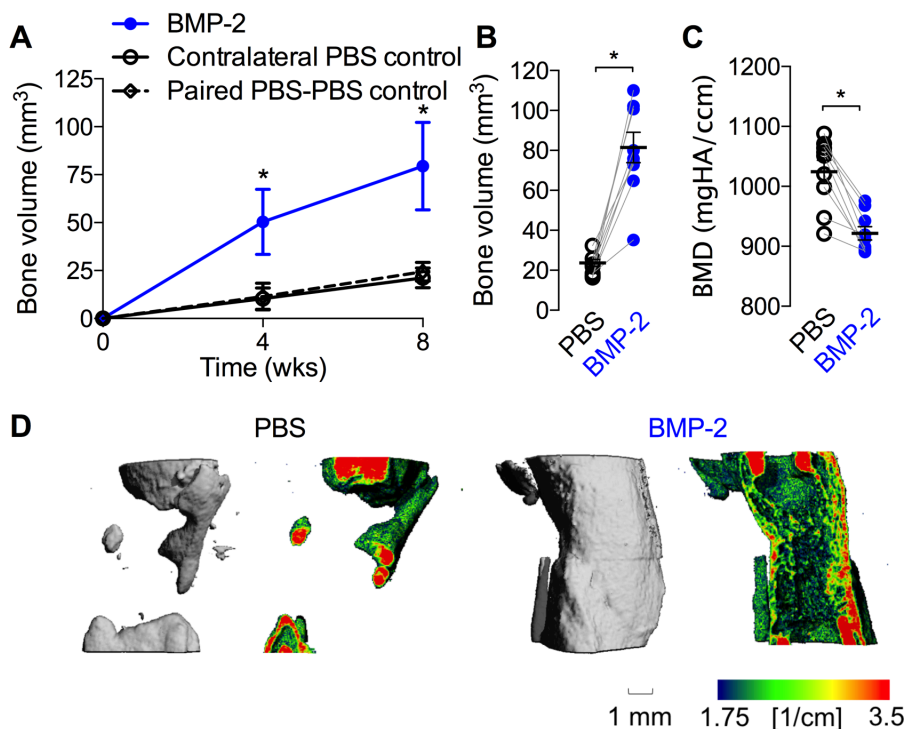 A
BMP-2
Contralateral PBS control
Paired PBS-PBS control
Bone volume (mm³)
125
100
75
50
25
0
*
*
0
4
8
Time (wks)
B
Bone volume (mm³)
120
100
80
60
40
20
0
*
PBS
BMP-2
C
BMD (mgHA/ccm)
1200
1100
1000
900
800
*
PBS
BMP-2
D
PBS
BMP-2
1 mm
1.75 [1/cm] 3.5